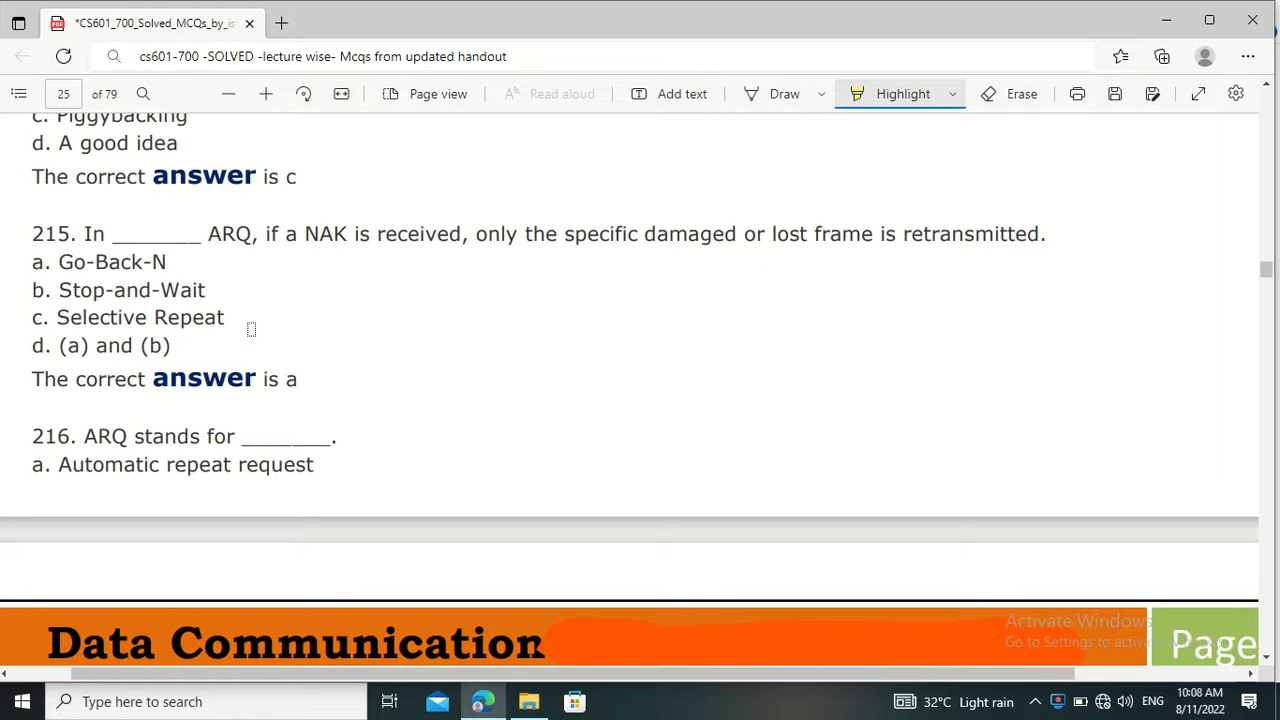 *CS601_700_Solved_MCQs_by_is
cs601-700 -SOLVED -lecture wise- Mcqs from updated handout
25 of 79 Page view Read aloud Add text Draw Highlight Erase
c. Piggybacking
d. A good idea
The correct answer is c
215. In _______ ARQ, if a NAK is received, only the specific damaged or lost frame is retransmitted.
a. Go-Back-N
b. Stop-and-Wait
c. Selective Repeat
d. (a) and (b)
The correct answer is a
216. ARQ stands for _______.
a. Automatic repeat request
Activate Windows
Go to Settings to activate
Data Communication Page
Type here to search 32°C Light rain ENG 10:08 AM
8/11/2022